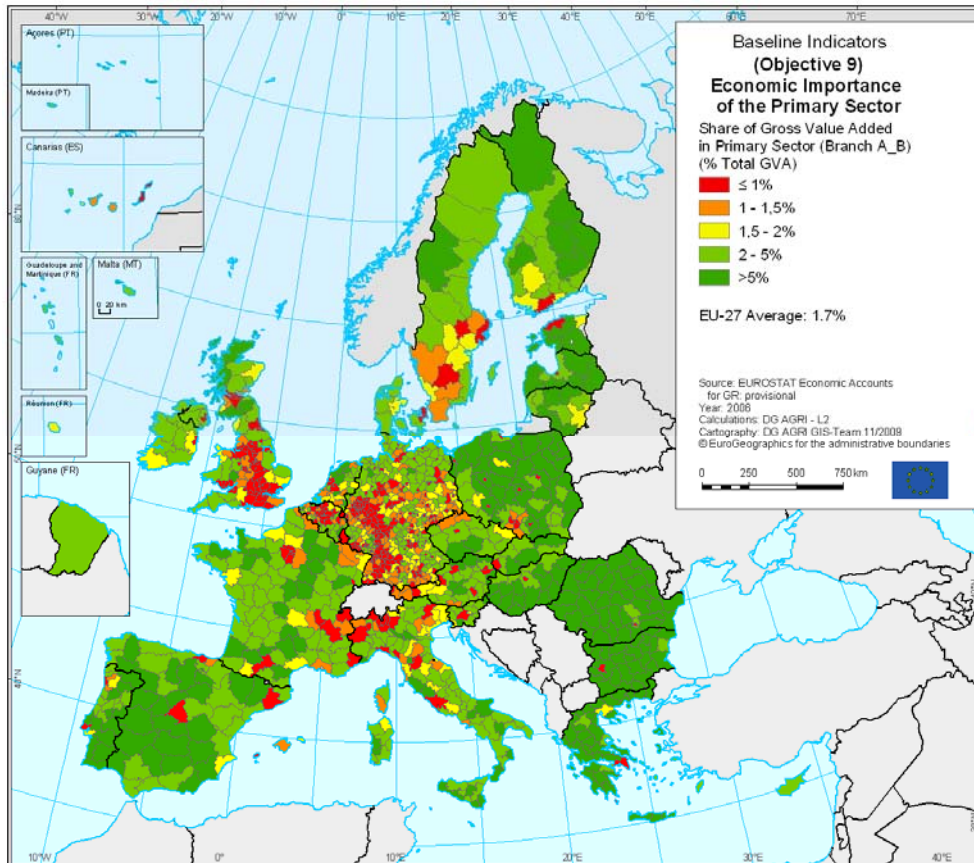 40°W
30°W
20°W
10°W
0°
10°E
20°E
30°E
40°E
50°E
60°E
70°E
Açores (PT)
Madeira (PT)
Canarias (ES)
Guadeloupe and
Martinique (FR)
Malta (MT)
0 20 km
Réunion (FR)
Guyane (FR)
Baseline Indicators
(Objective 9)
Economic Importance
of the Primary Sector
Share of Gross Value Added
in Primary Sector (Branch A_B)
(% Total GVA)
≤ 1%
1 - 1,5%
1,5 - 2%
2 - 5%
>5%
EU-27 Average: 1.7%
Source: EUROSTAT Economic Accounts
for GR: provisional
Year: 2006
Calculations: DG AGRI - L2
Cartography: DG AGRI GIS-Team 11/2009
© EuroGeographics for the administrative boundaries
0 250 500 750 km
60°N
50°N
40°N
10°W
0°
10°E
20°E
30°E
40°E